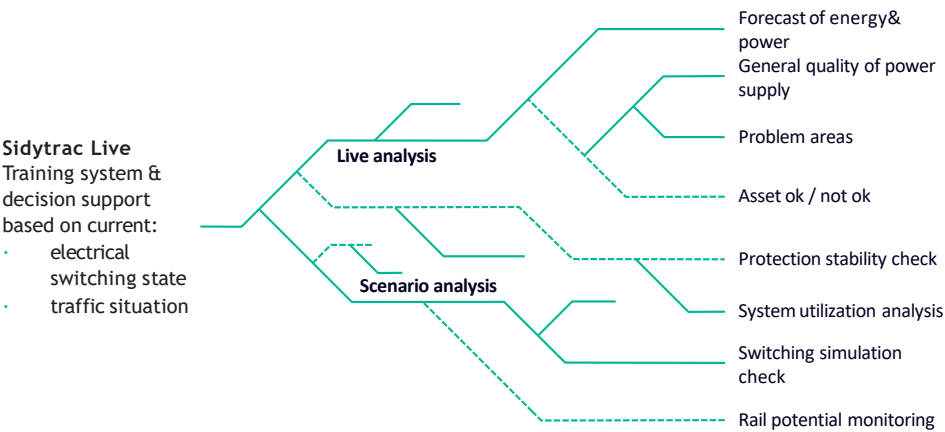 Sidytrac Live
Training system &
decision support
based on current:
· electrical
switching state
· traffic situation
Live analysis
Scenario analysis
Forecast of energy&
power
General quality of power
supply
Problem areas
Asset ok / not ok
Protection stability check
System utilization analysis
Switching simulation
check
Rail potential monitoring